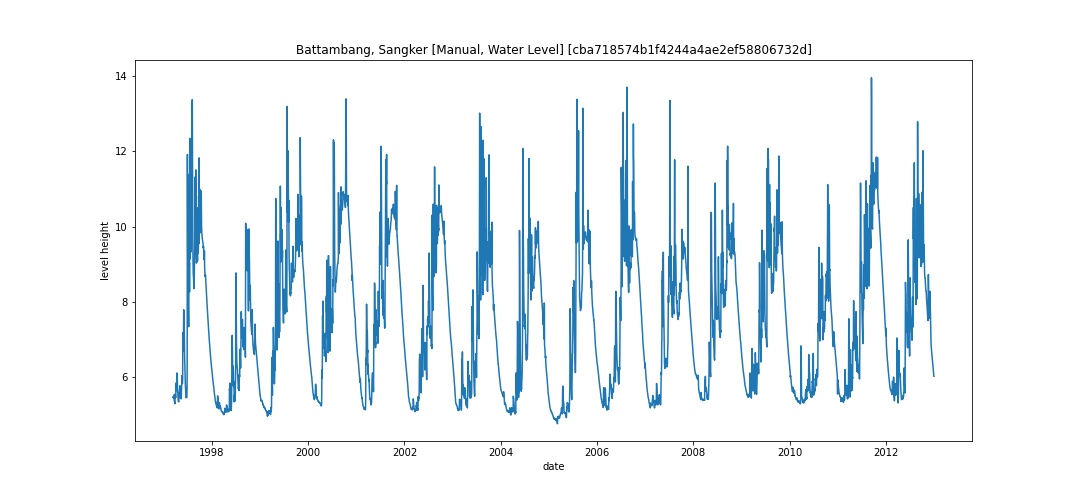 Battambang, Sangker [Manual, Water Level] [cba718574b1f4244a4ae2ef58806732d]
14
12
10
8
6
level height
1998 2000 2002 2004 2006 2008 2010 2012
date